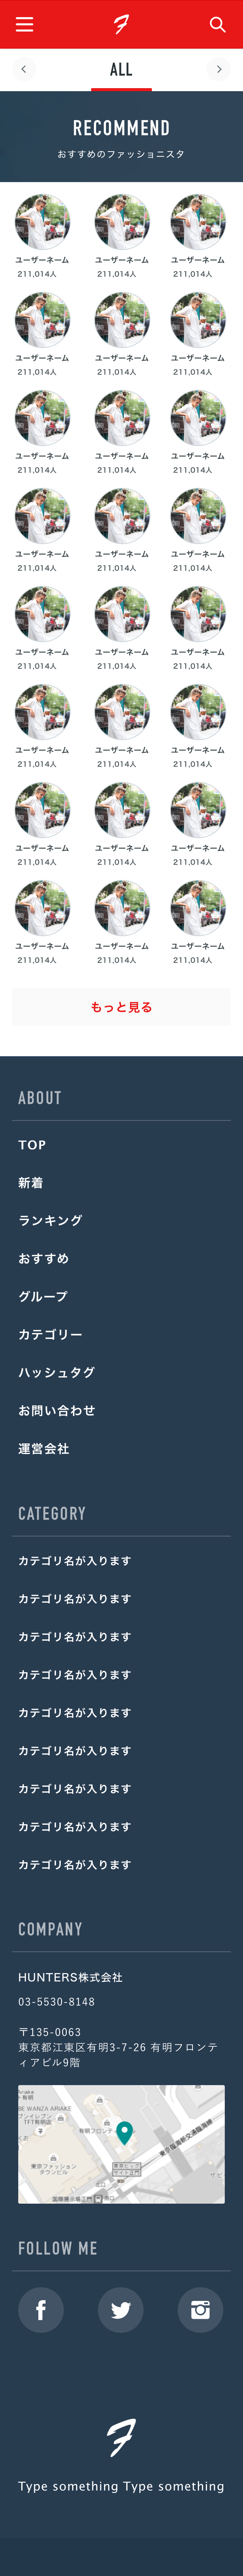 ALL
RECOMMEND
おすすめのファッショニスタ
ユーザーネーム ユーザーネーム ユーザーネーム
211,014人 211,014人 211,014人
ユーザーネーム ユーザーネーム ユーザーネーム
211,014人 211,014人 211,014人
ユーザーネーム ユーザーネーム ユーザーネーム
211,014人 211,014人 211,014人
ユーザーネーム ユーザーネーム ユーザーネーム
211,014人 211,014人 211,014人
ユーザーネーム ユーザーネーム ユーザーネーム
211,014人 211,014人 211,014人
ユーザーネーム ユーザーネーム ユーザーネーム
211,014人 211,014人 211,014人
ユーザーネーム ユーザーネーム ユーザーネーム
211,014人 211,014人 211,014人
ユーザーネーム ユーザーネーム ユーザーネーム
211,014人 211,014人 211,014人
もっと見る
ABOUT
TOP
新着
ランキング
おすすめ
グループ
カテゴリー
ハッシュタグ
お問い合わせ
運営会社
CATEGORY
カテゴリ名が入ります
カテゴリ名が入ります
カテゴリ名が入ります
カテゴリ名が入ります
カテゴリ名が入ります
カテゴリ名が入ります
カテゴリ名が入ります
カテゴリ名が入ります
カテゴリ名が入ります
COMPANY
HUNTERS株式会社
03-5530-8148
〒135-0063
東京都江東区有明3-7-26 有明フロンテ
ィアビル9階
BE WANZA ARIAKE
TFT有明店
有明フロンティ
東京ファッション
タウンビル
FOLLOW ME
Type something Type something